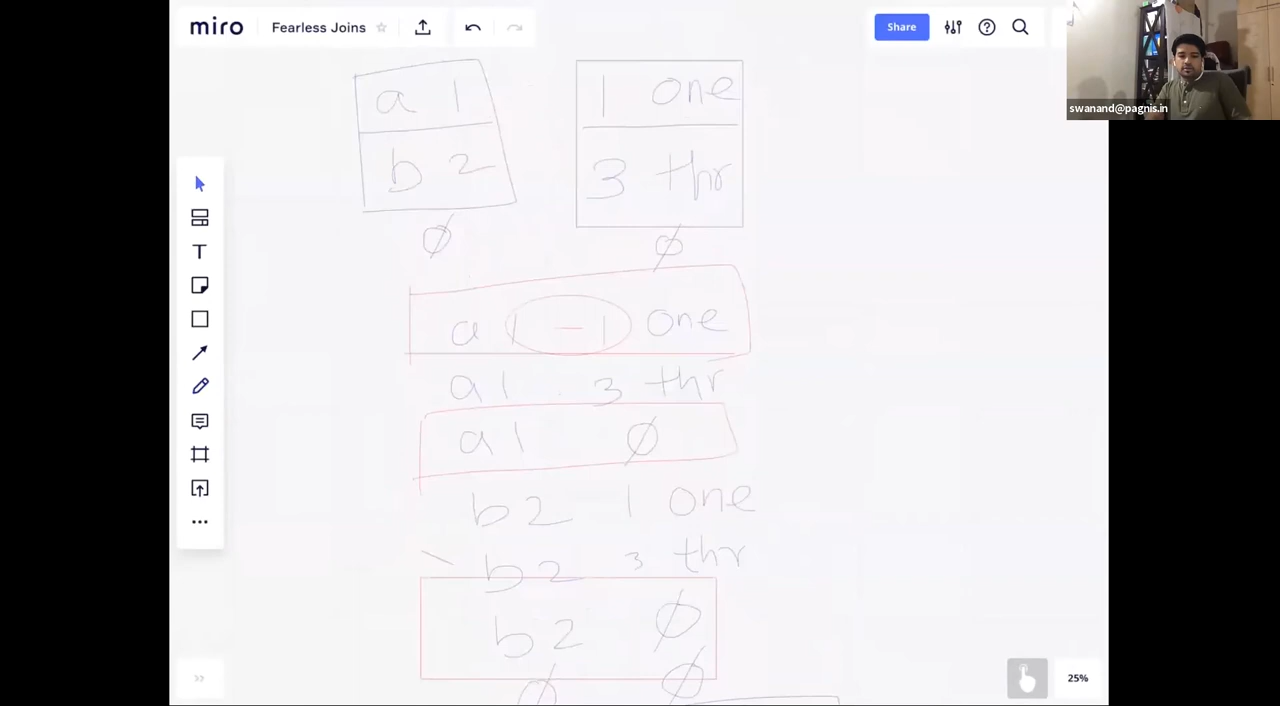 miro Fearless Joins Share
swanand@pagnis.in
a 1 1 one
b 2 3 thr
ø ø
a 1 — 1 one
a 1 3 thr
a 1 ø
b 2 1 one
b 2 3 thr
b 2 ø
ø ø
25%